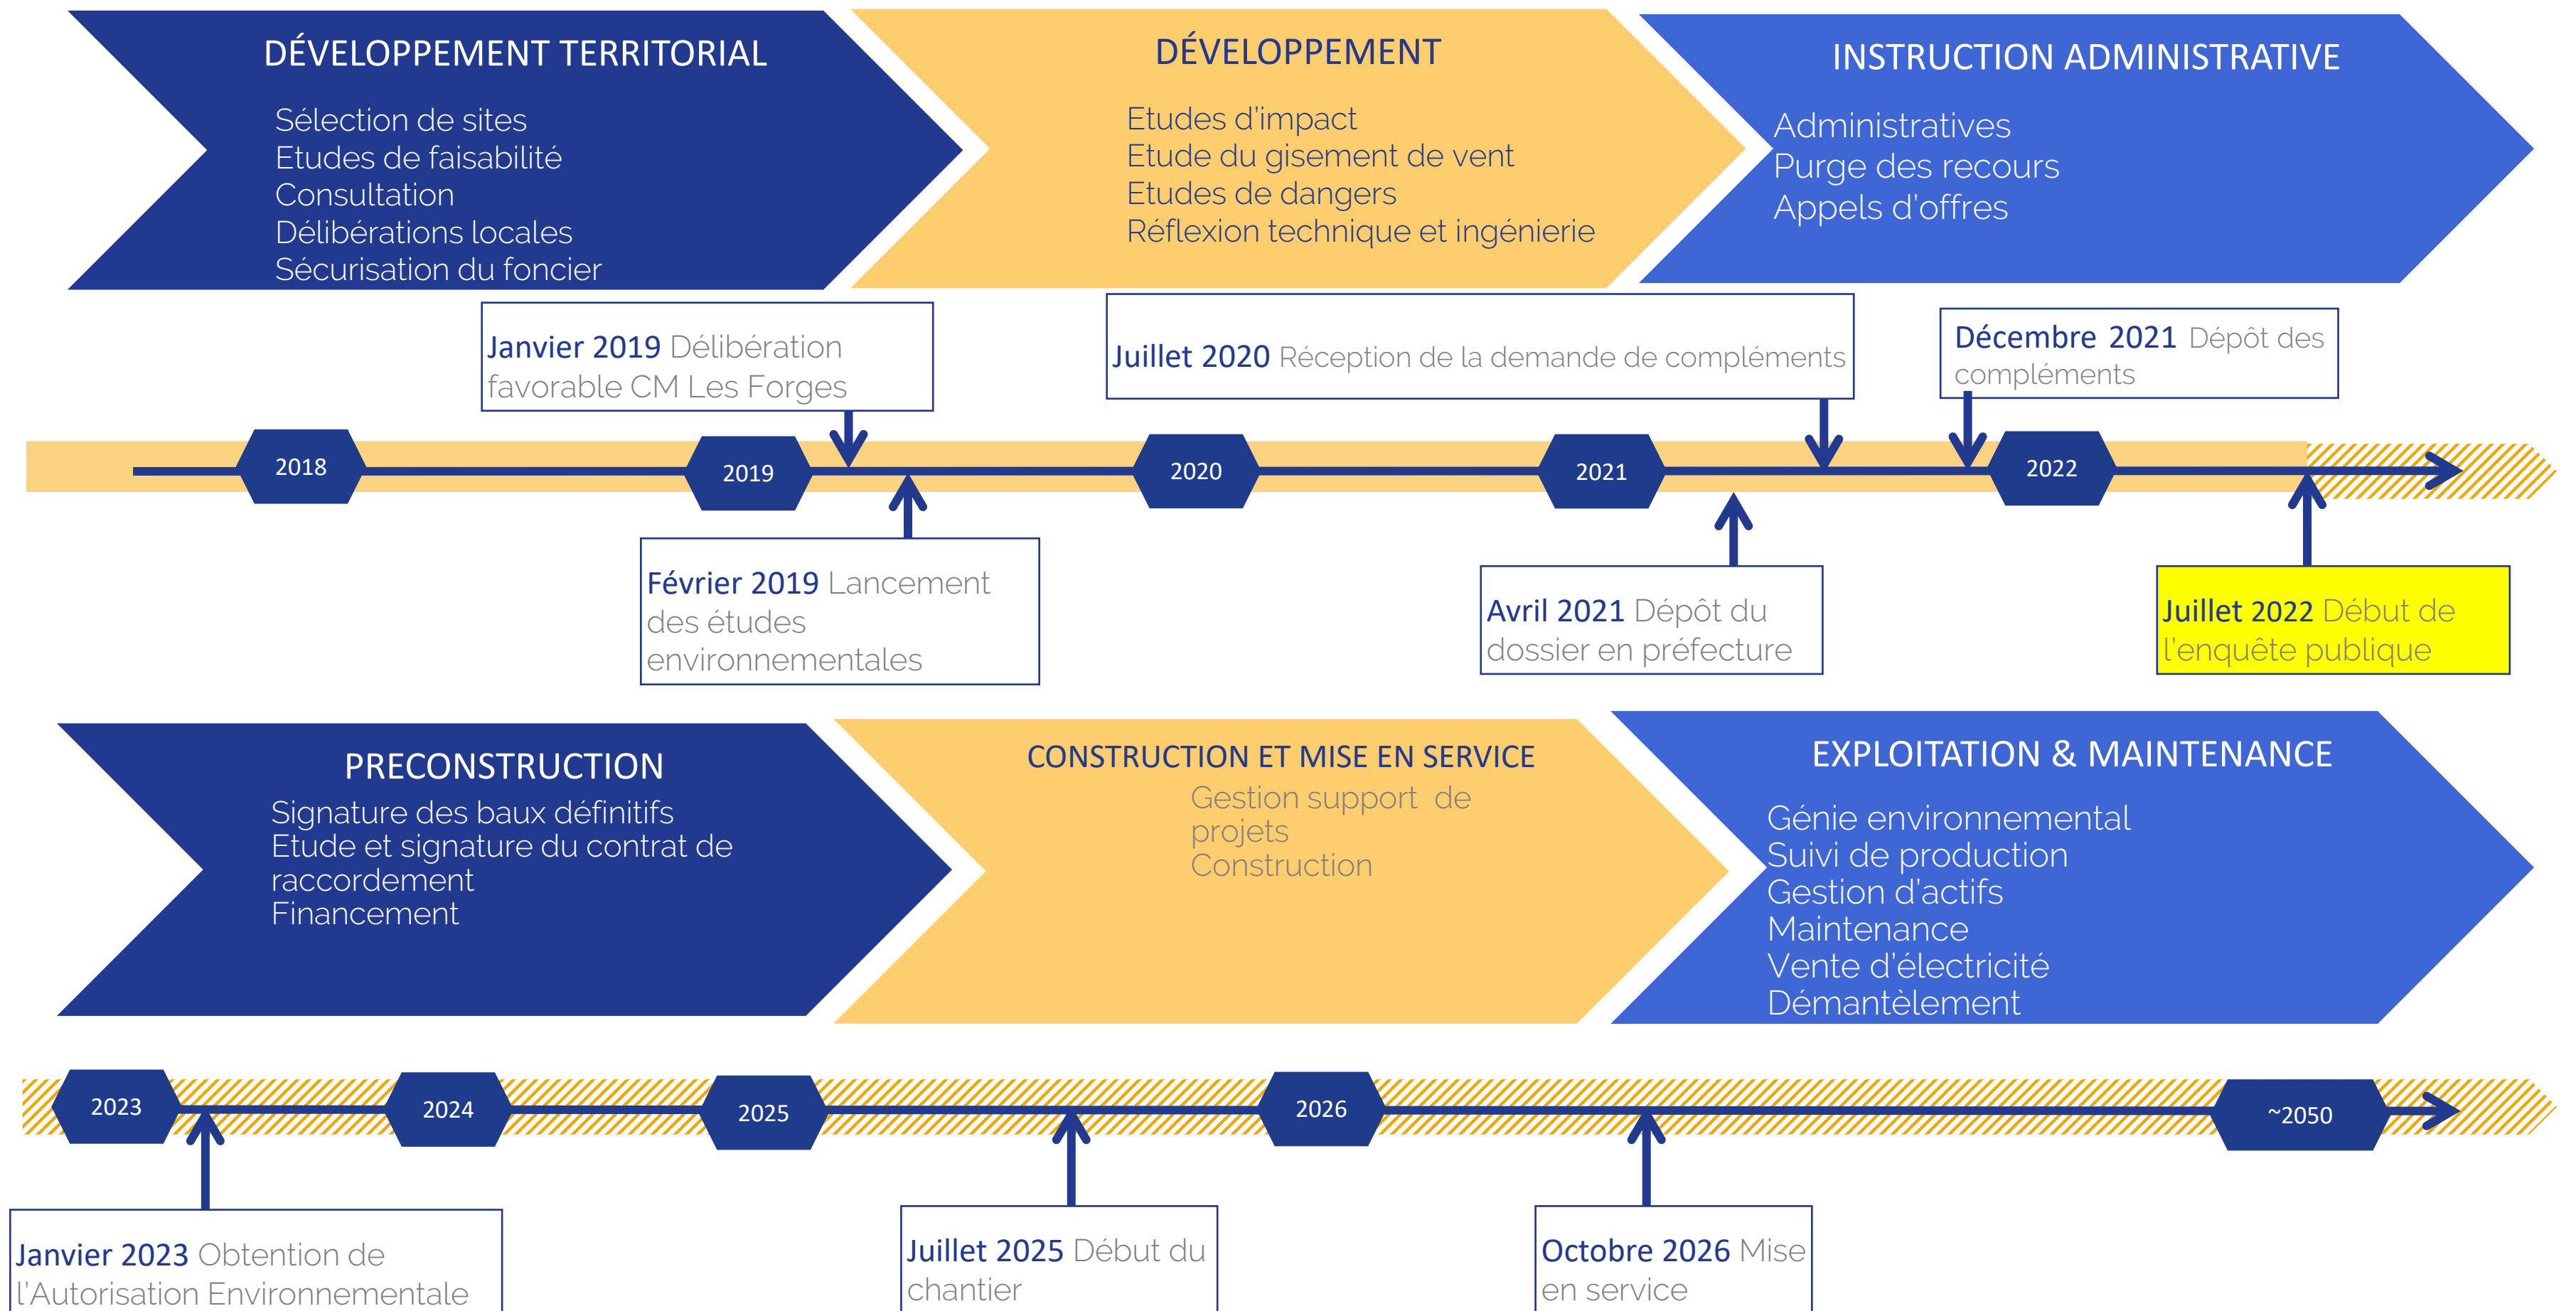 DÉVELOPPEMENT TERRITORIAL
Sélection de sites
Etudes de faisabilité
Consultation
Délibérations locales
Sécurisation du foncier
DÉVELOPPEMENT
Etudes d'impact
Etude du gisement de vent
Etudes de dangers
Réflexion technique et ingénierie
INSTRUCTION ADMINISTRATIVE
Administratives
Purge des recours
Appels d'offres
Janvier 2019 Délibération
favorable CM Les Forges
Juillet 2020 Réception de la demande de compléments
Décembre 2021 Dépôt des
compléments
2018
2019
2020
2021
2022
Février 2019 Lancement
des études
environnementales
Avril 2021 Dépôt du
dossier en préfecture
Juillet 2022 Début de
l'enquête publique
PRECONSTRUCTION
Signature des baux définitifs
Etude et signature du contrat de
raccordement
Financement
CONSTRUCTION ET MISE EN SERVICE
Gestion support de
projets
Construction
EXPLOITATION & MAINTENANCE
Génie environnemental
Suivi de production
Gestion d'actifs
Maintenance
Vente d'électricité
Démantèlement
2023
2024
2025
2026
~2050
Janvier 2023 Obtention de
l'Autorisation Environnementale
Juillet 2025 Début du
chantier
Octobre 2026 Mise
en service